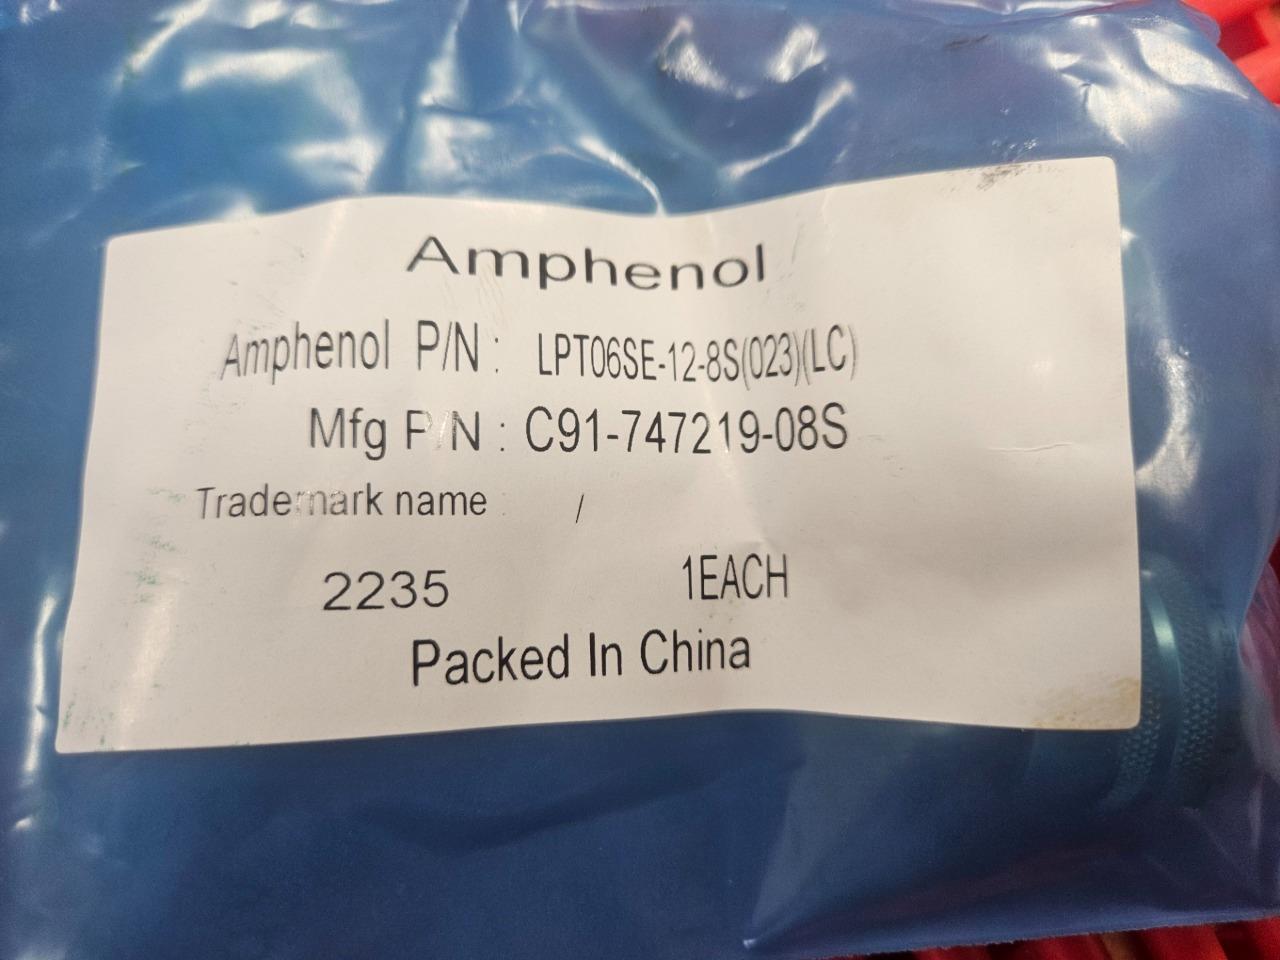 Amphenol
Amphenol P/N : LPT06SE-12-8S(023)(LC)
Mfg P/N : C91-747219-08S
Trademark name : /
2235 1EACH
Packed In China